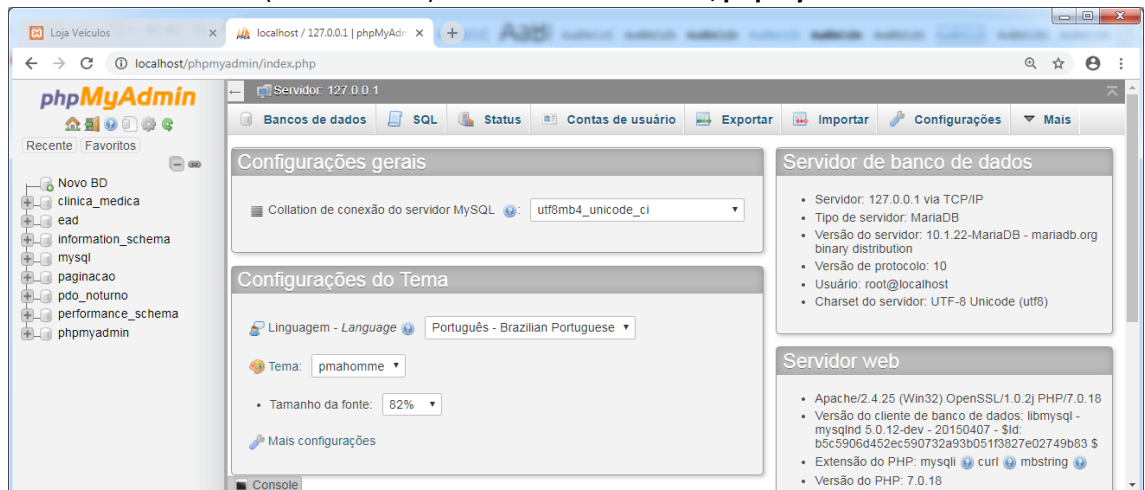 Loja Veículos
localhost / 127.0.0.1 | phpMyAdn
localhost/phpmyadmin/index.php
phpMyAdmin
Recente Favoritos
Novo BD
clinica_medica
ead
information_schema
mysql
paginacao
pdo_noturno
performance_schema
phpmyadmin
Servidor: 127.0.0.1
Bancos de dados SQL Status Contas de usuário Exportar Importar Configurações Mais
Configurações gerais
Collation de conexão do servidor MySQL : utf8mb4_unicode_ci
Configurações do Tema
Linguagem - Language Português - Brazilian Portuguese
Tema: pmahomme
Tamanho da fonte: 82%
Mais configurações
Console
Servidor de banco de dados
Servidor: 127.0.0.1 via TCP/IP
Tipo de servidor: MariaDB
Versão do servidor: 10.1.22-MariaDB - mariadb.org
binary distribution
Versão de protocolo: 10
Usuário: root@localhost
Charset do servidor: UTF-8 Unicode (utf8)
Servidor web
Apache/2.4.25 (Win32) OpenSSL/1.0.2j PHP/7.0.18
Versão do cliente de banco de dados: libmysql -
mysqlnd 5.0.12-dev - 20150407 - $Id:
b5c5906d452ec590732a93b051f3827e02749b83 $
Extensão do PHP: mysqli curl mbstring
Versão do PHP: 7.0.18